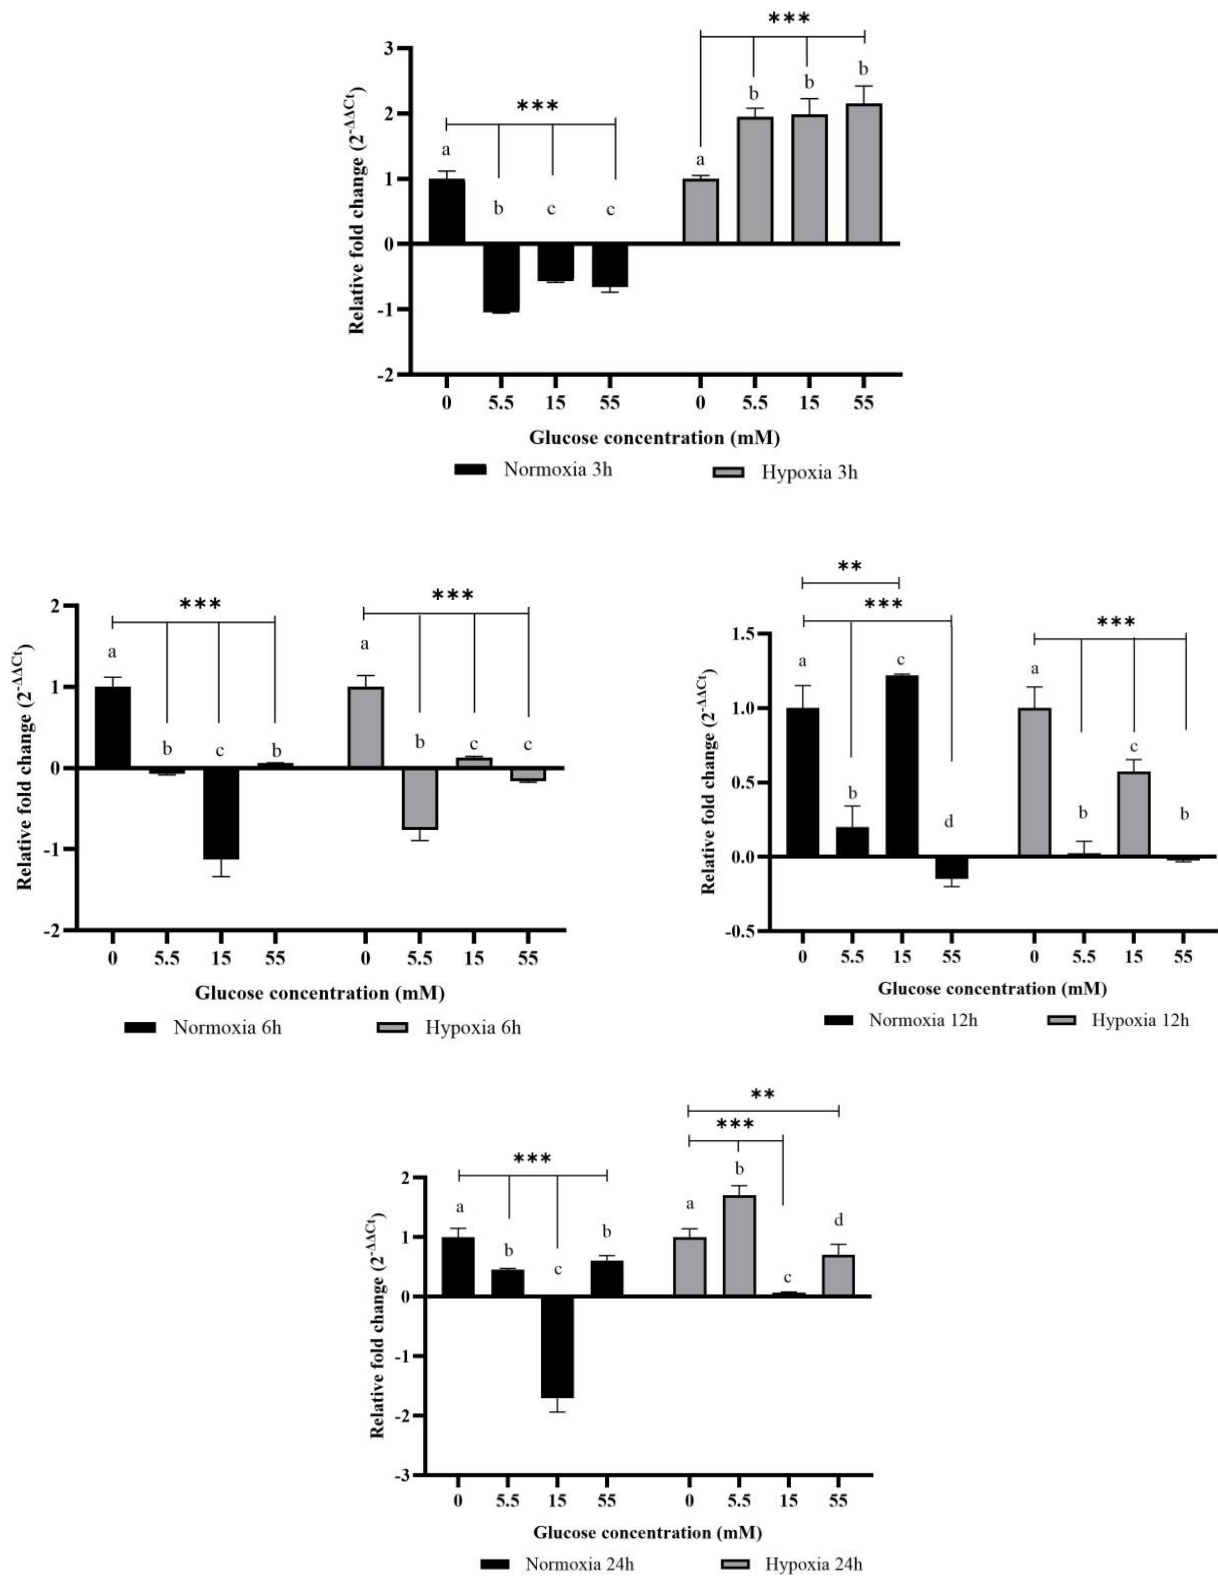 ***
***
3
2
1
0
-1
-2
Relative fold change (2^-ΔΔCt)
a b c c a b b b
0 5.5 15 55 0 5.5 15 55
Glucose concentration (mM)
Normoxia 3h Hypoxia 3h
*** ***
2
1
0
-1
-2
Relative fold change (2^-ΔΔCt)
a b c b a b c c
0 5.5 15 55 0 5.5 15 55
Glucose concentration (mM)
Normoxia 6h Hypoxia 6h
**
*** ***
1.5
1.0
0.5
0.0
-0.5
Relative fold change (2^-ΔΔCt)
a b c d a b c b
0 5.5 15 55 0 5.5 15 55
Glucose concentration (mM)
Normoxia 12h Hypoxia 12h
**
***
***
2
1
0
-1
-2
-3
Relative fold change (2^-ΔΔCt)
a b c b a b c d
0 5.5 15 55 0 5.5 15 55
Glucose concentration (mM)
Normoxia 24h Hypoxia 24h